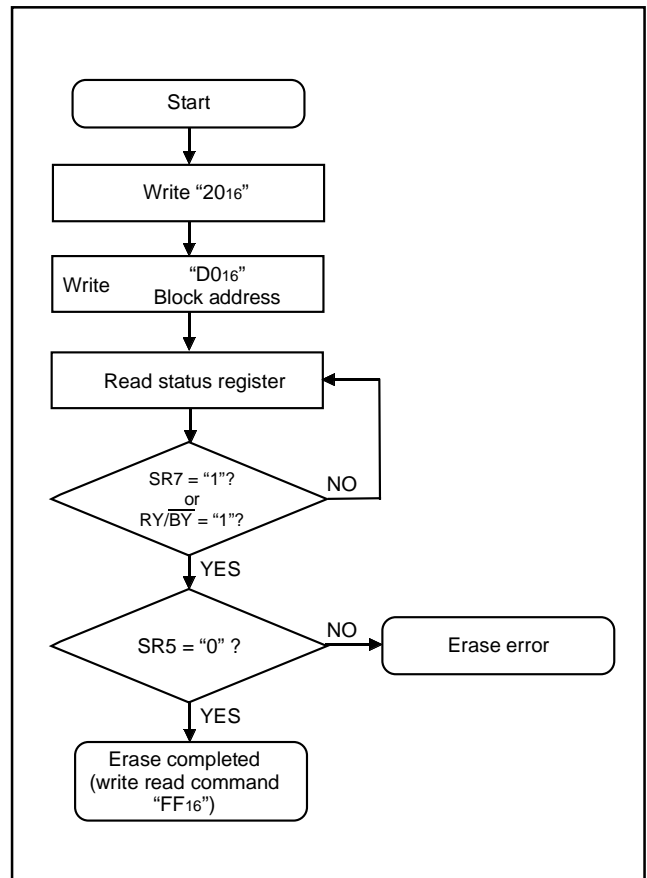 Start
Write “20₁₆”
Write “D0₁₆”
Block address
Read status register
SR7 = “1”?
or
RY/B̅Y̅ = “1”?
NO
YES
SR5 = “0” ?
NO
Erase error
YES
Erase completed
(write read command
“FF₁₆”)